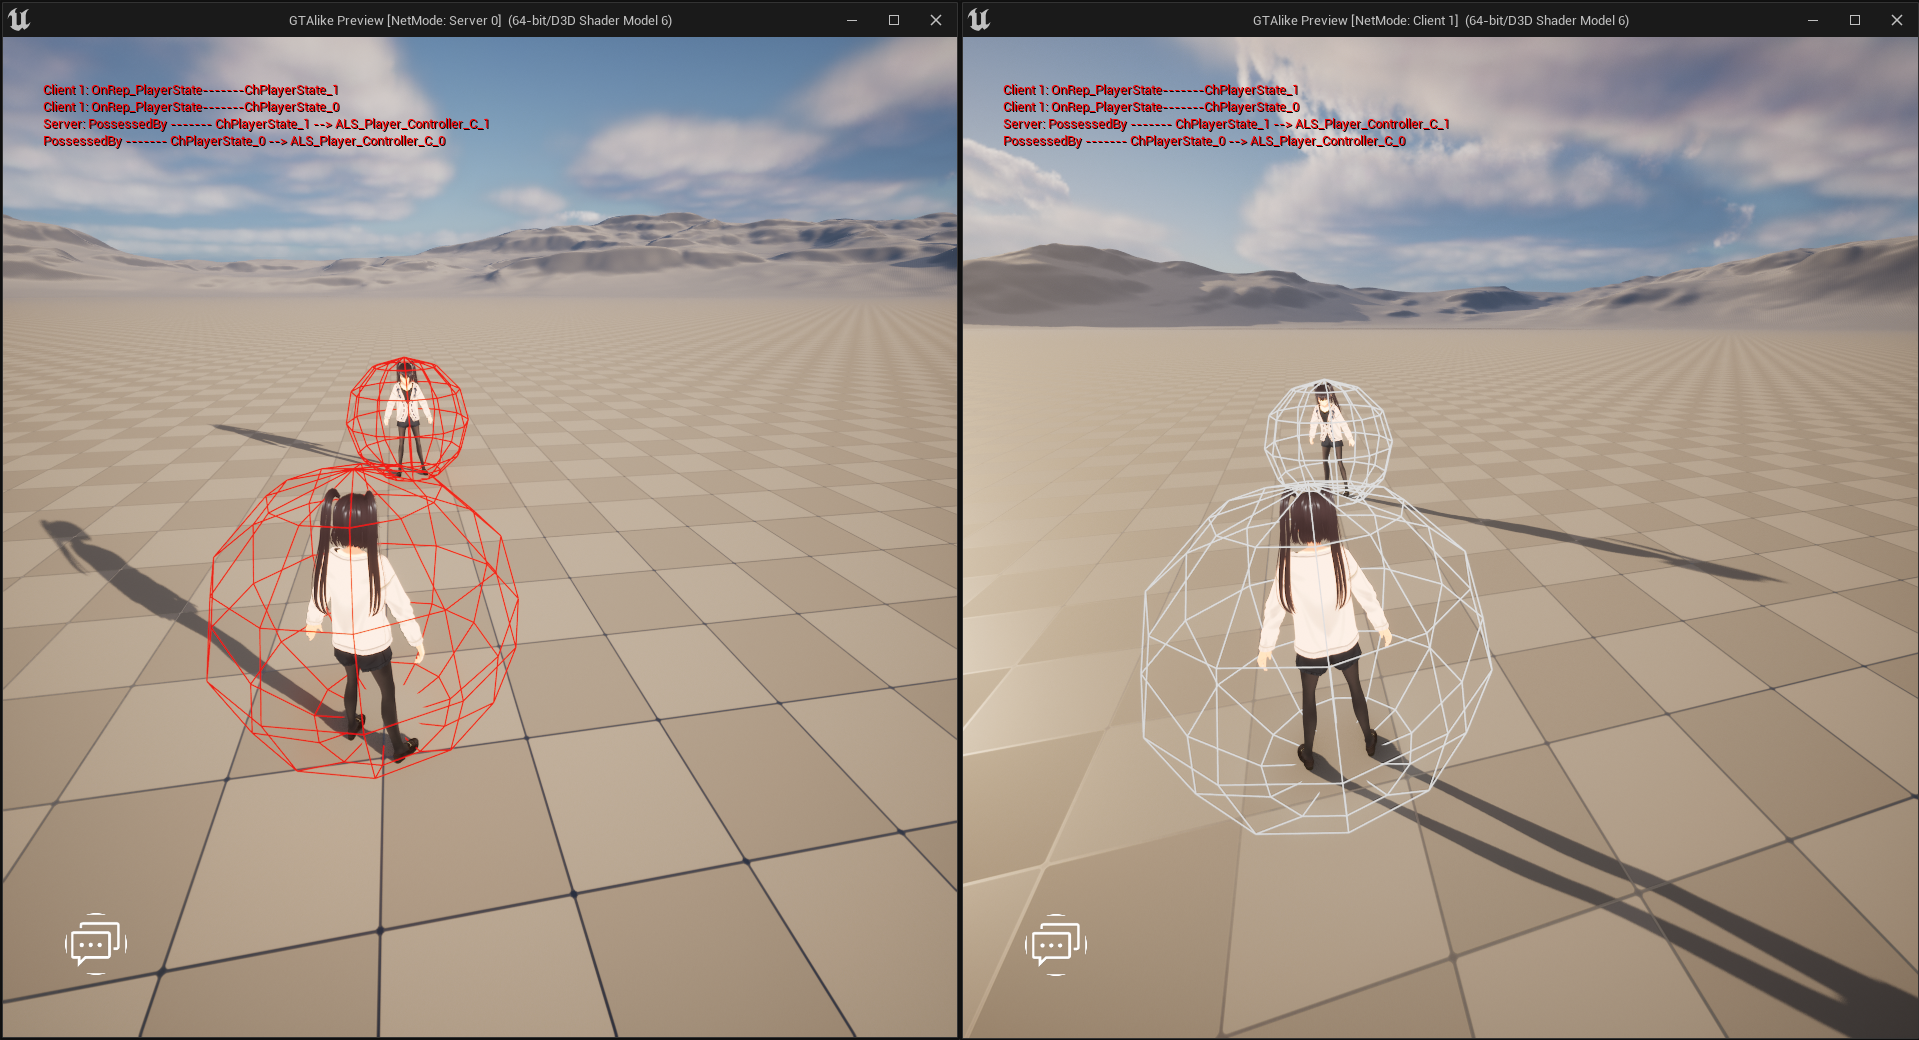 GTAlike Preview [NetMode: Server 0]  (64-bit/D3D Shader Model 6)
Client 1: OnRep_PlayerState-------ChPlayerState_1
Client 1: OnRep_PlayerState-------ChPlayerState_0
Server: PossessedBy ------- ChPlayerState_1 --> ALS_Player_Controller_C_1
PossessedBy ------- ChPlayerState_0 --> ALS_Player_Controller_C_0
GTAlike Preview [NetMode: Client 1]  (64-bit/D3D Shader Model 6)
Client 1: OnRep_PlayerState-------ChPlayerState_1
Client 1: OnRep_PlayerState-------ChPlayerState_0
Server: PossessedBy ------- ChPlayerState_1 --> ALS_Player_Controller_C_1
PossessedBy ------- ChPlayerState_0 --> ALS_Player_Controller_C_0